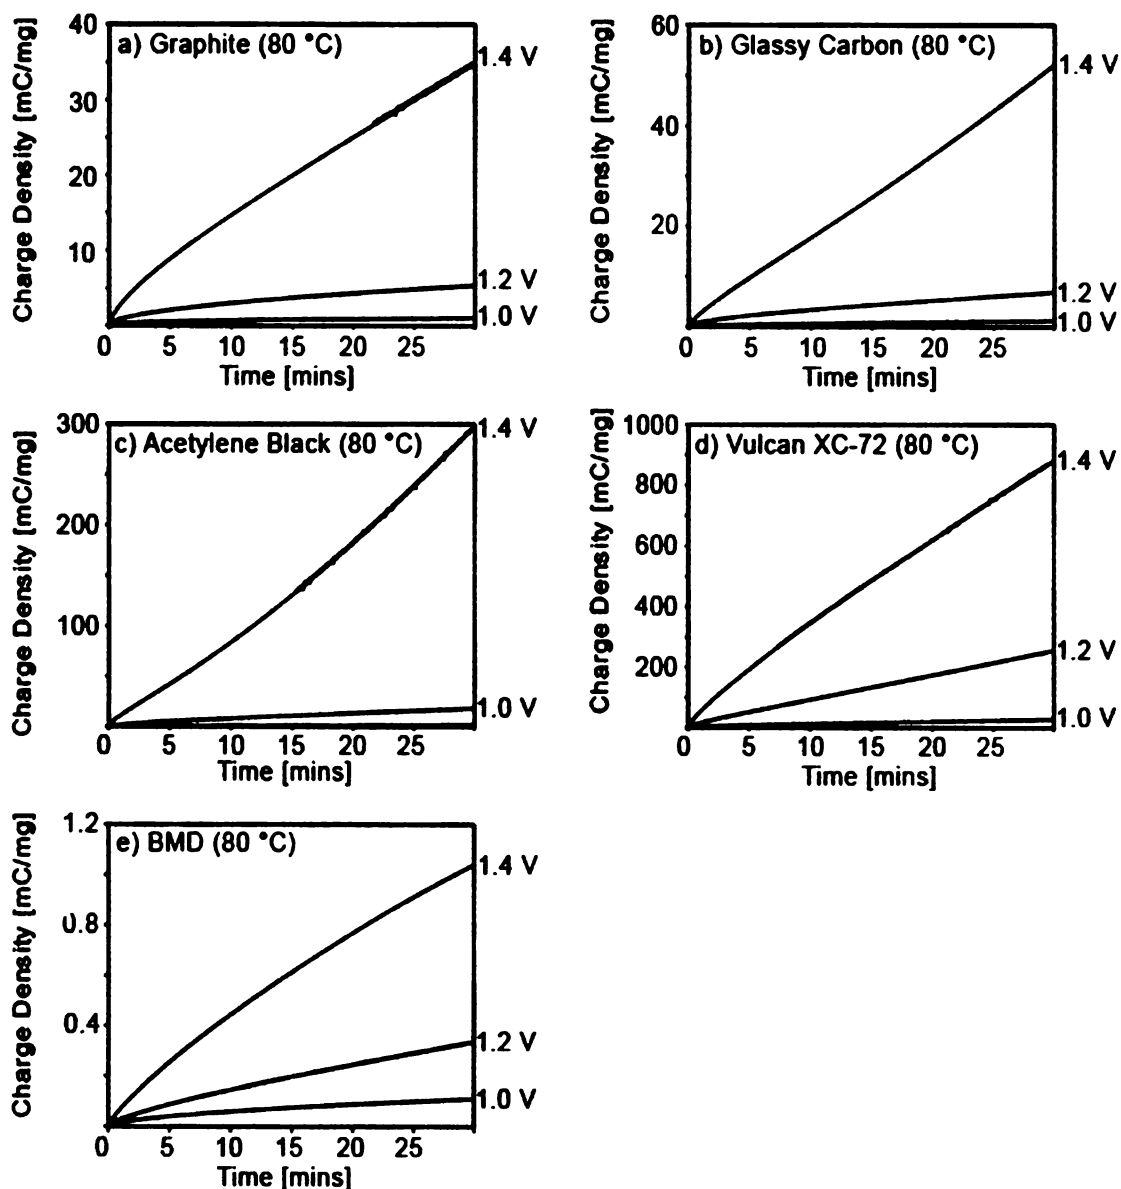 a) Graphite (80 °C)
Charge Density [mC/mg]
40
30
20
10
1.4 V
1.2 V
1.0 V
0 5 10 15 20 25
Time [mins]
b) Glassy Carbon (80 °C)
Charge Density [mC/mg]
60
40
20
1.4 V
1.2 V
1.0 V
0 5 10 15 20 25
Time [mins]
c) Acetylene Black (80 °C)
Charge Density [mC/mg]
300
200
100
1.4 V
1.0 V
0 5 10 15 20 25
Time [mins]
d) Vulcan XC-72 (80 °C)
Charge Density [mC/mg]
1000
800
600
400
200
1.4 V
1.2 V
1.0 V
0 5 10 15 20 25
Time [mins]
e) BMD (80 °C)
Charge Density [mC/mg]
1.2
0.8
0.4
1.4 V
1.2 V
1.0 V
0 5 10 15 20 25
Time [mins]